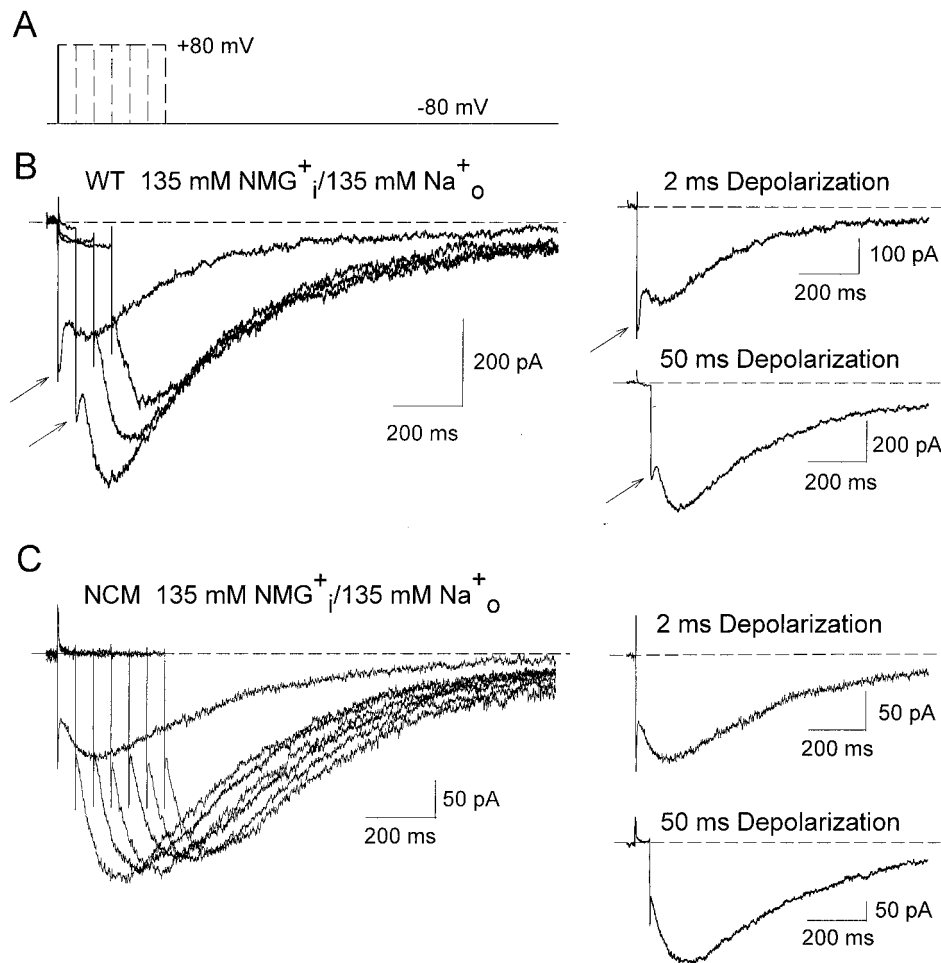 A
+80 mV
-80 mV
B
WT 135 mM NMG⁺ᵢ/135 mM Na⁺ₒ
200 pA
200 ms
2 ms Depolarization
100 pA
200 ms
50 ms Depolarization
200 pA
200 ms
C
NCM 135 mM NMG⁺ᵢ/135 mM Na⁺ₒ
50 pA
200 ms
2 ms Depolarization
50 pA
200 ms
50 ms Depolarization
50 pA
200 ms